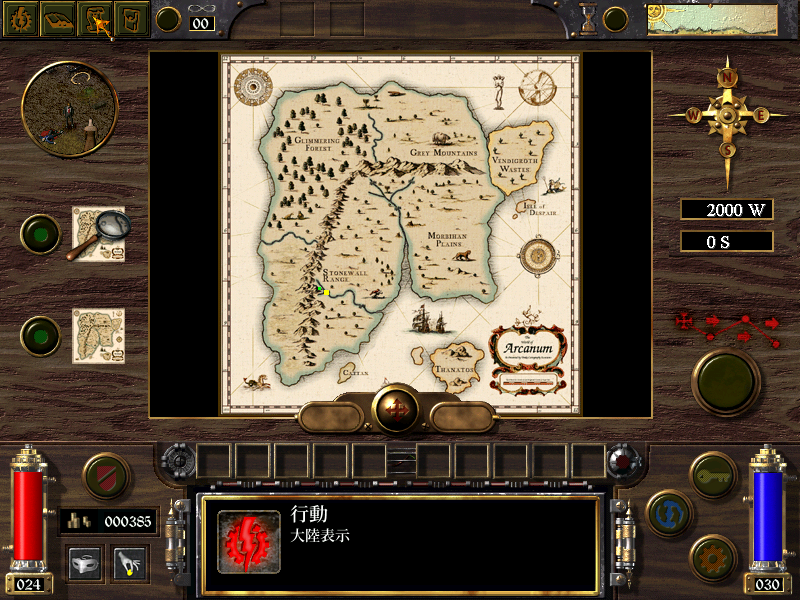 00
N
W
E
S
2000 W
0 S
GLIMMERING
FOREST
GREY MOUNTAINS
VENDIGROTH
WASTES
ISLE OF
DESPAIR
MORBIHAN
PLAINS
STONEWALL
RANGE
CATTAN
THANATOS
Arcanum
000385
行動
大陸表示
024
030